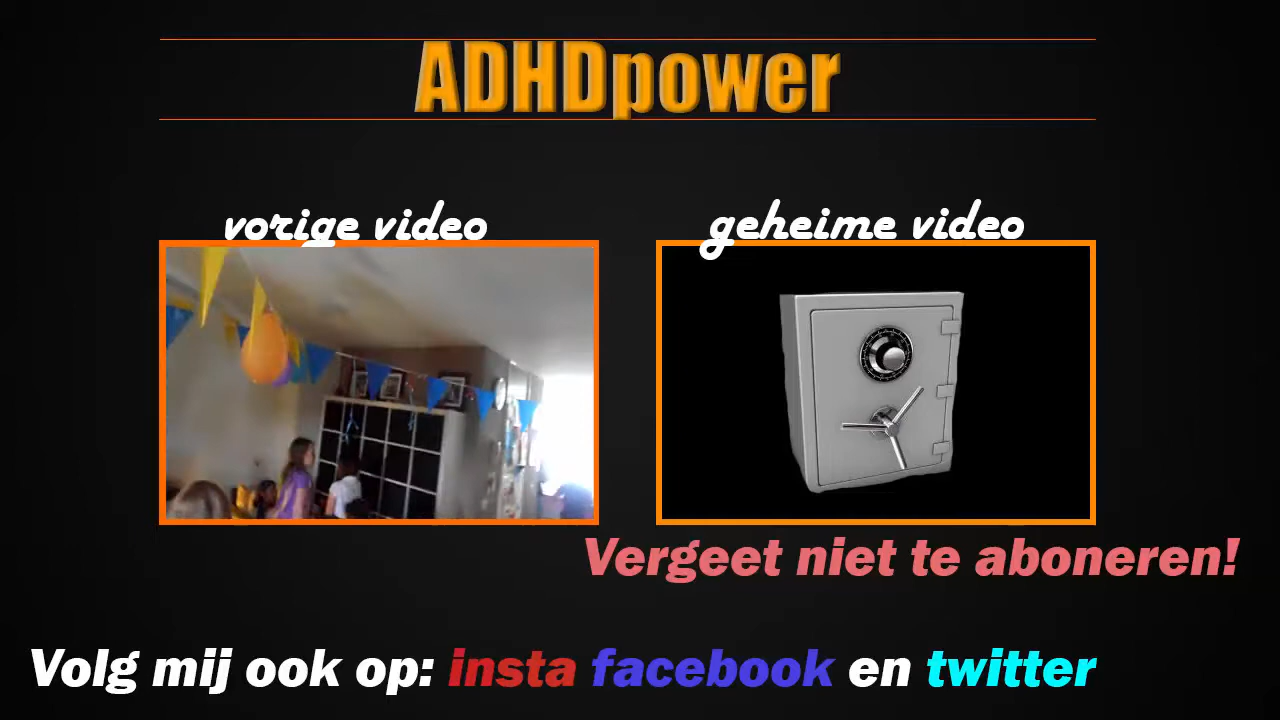 ADHDpower
vorige video
geheime video
Vergeet niet te aboneren!
Volg mij ook op: insta facebook en twitter